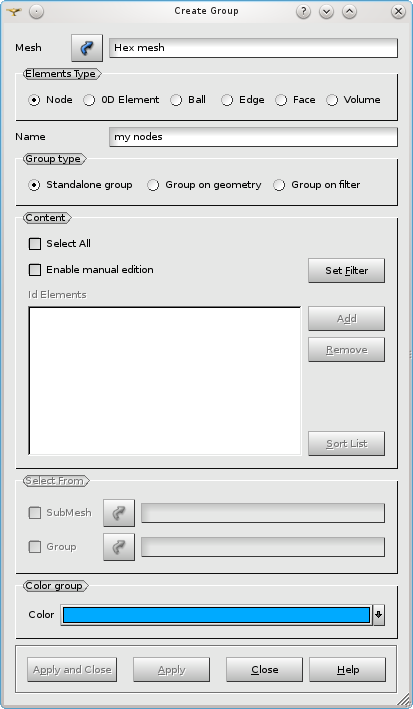 Create Group
Mesh Hex mesh
Elements Type
Node 0D Element Ball Edge Face Volume
Name my nodes
Group type
Standalone group Group on geometry Group on filter
Content
Select All
Enable manual edition Set Filter
Id Elements
Add
Remove
Sort List
Select From
SubMesh
Group
Color group
Color
Apply and Close Apply Close Help